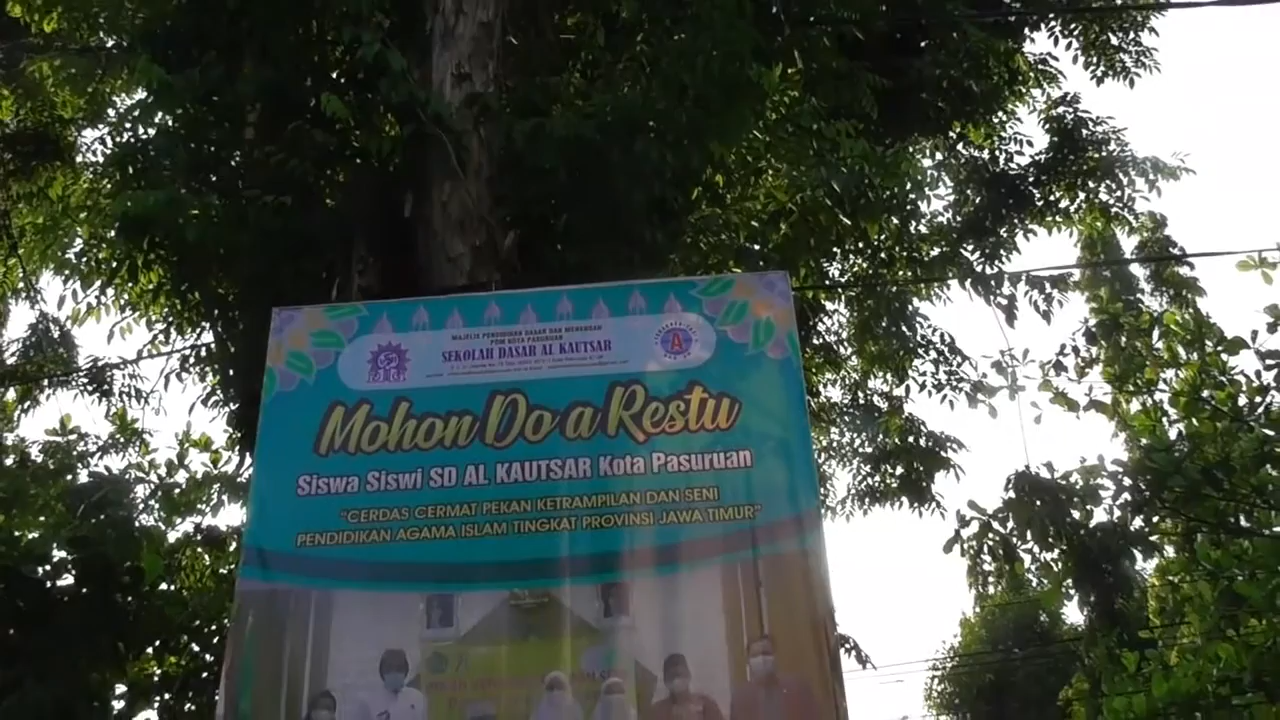 MAJELIS PENDIDIKAN DASAR DAN MENENGAH
PDM KOTA PASURUAN
SEKOLAH DASAR AL KAUTSAR
A
Mohon Do a Restu
Siswa Siswi SD AL KAUTSAR Kota Pasuruan
"CERDAS CERMAT PEKAN KETRAMPILAN DAN SENI
PENDIDIKAN AGAMA ISLAM TINGKAT PROVINSI JAWA TIMUR"